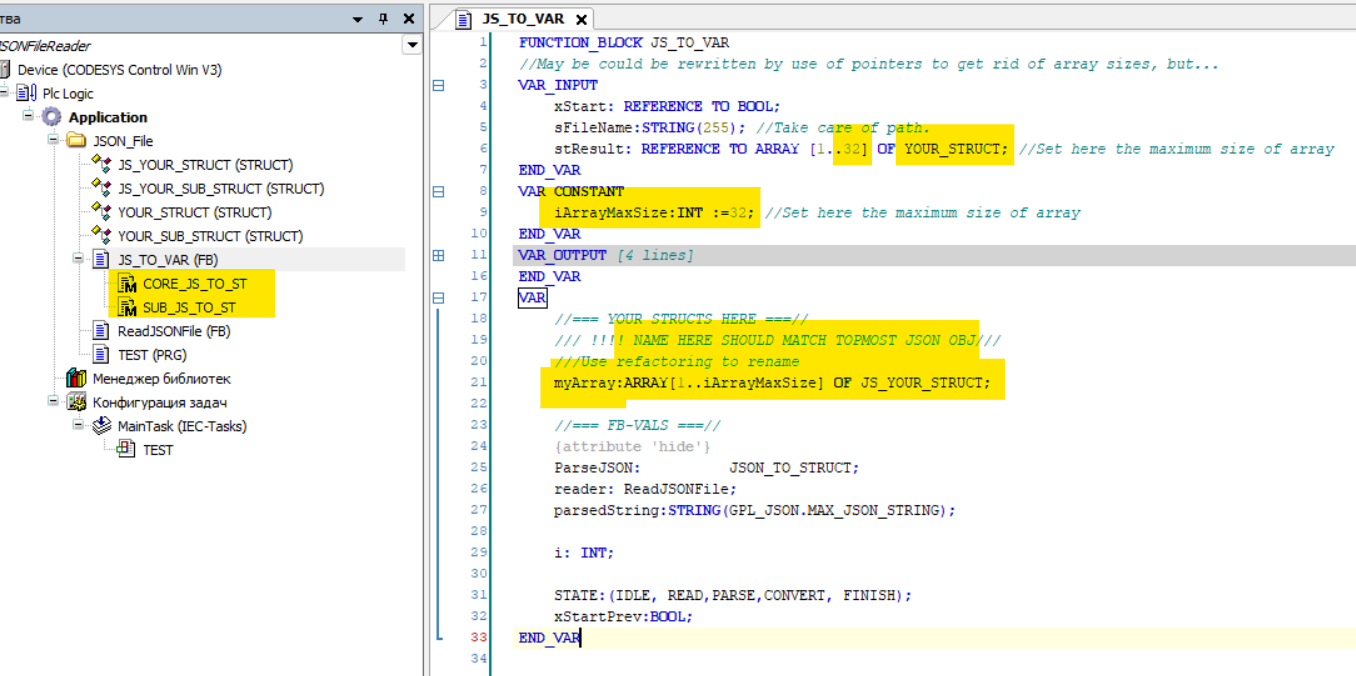 тва
JSONFileReader
Device (CODESYS Control Win V3)
Plc Logic
Application
JSON_File
JS_YOUR_STRUCT (STRUCT)
JS_YOUR_SUB_STRUCT (STRUCT)
YOUR_STRUCT (STRUCT)
YOUR_SUB_STRUCT (STRUCT)
JS_TO_VAR (FB)
CORE_JS_TO_ST
SUB_JS_TO_ST
ReadJSONFile (FB)
TEST (PRG)
Менеджер библиотек
Конфигурация задач
MainTask (IEC-Tasks)
TEST
JS_TO_VAR
1 FUNCTION_BLOCK JS_TO_VAR
2 //May be could be rewritten by use of pointers to get rid of array sizes, but...
3 VAR_INPUT
4 xStart: REFERENCE TO BOOL;
5 sFileName:STRING(255); //Take care of path.
6 stResult: REFERENCE TO ARRAY [1..32] OF YOUR_STRUCT; //Set here the maximum size of array
7 END_VAR
8 VAR CONSTANT
9 iArrayMaxSize:INT :=32; //Set here the maximum size of array
10 END_VAR
11 VAR_OUTPUT [4 lines]
16 END_VAR
17 VAR
18 //=== YOUR STRUCTS HERE ===//
19 /// !!!! NAME HERE SHOULD MATCH TOPMOST JSON OBJ///
20 ///Use refactoring to rename
21 myArray:ARRAY[1..iArrayMaxSize] OF JS_YOUR_STRUCT;
22
23 //=== FB-VALS ===//
24 {attribute 'hide'}
25 ParseJSON: JSON_TO_STRUCT;
26 reader: ReadJSONFile;
27 parsedString:STRING(GPL_JSON.MAX_JSON_STRING);
28
29 i: INT;
30
31 STATE:(IDLE, READ,PARSE,CONVERT, FINISH);
32 xStartPrev:BOOL;
33 END_VAR
34